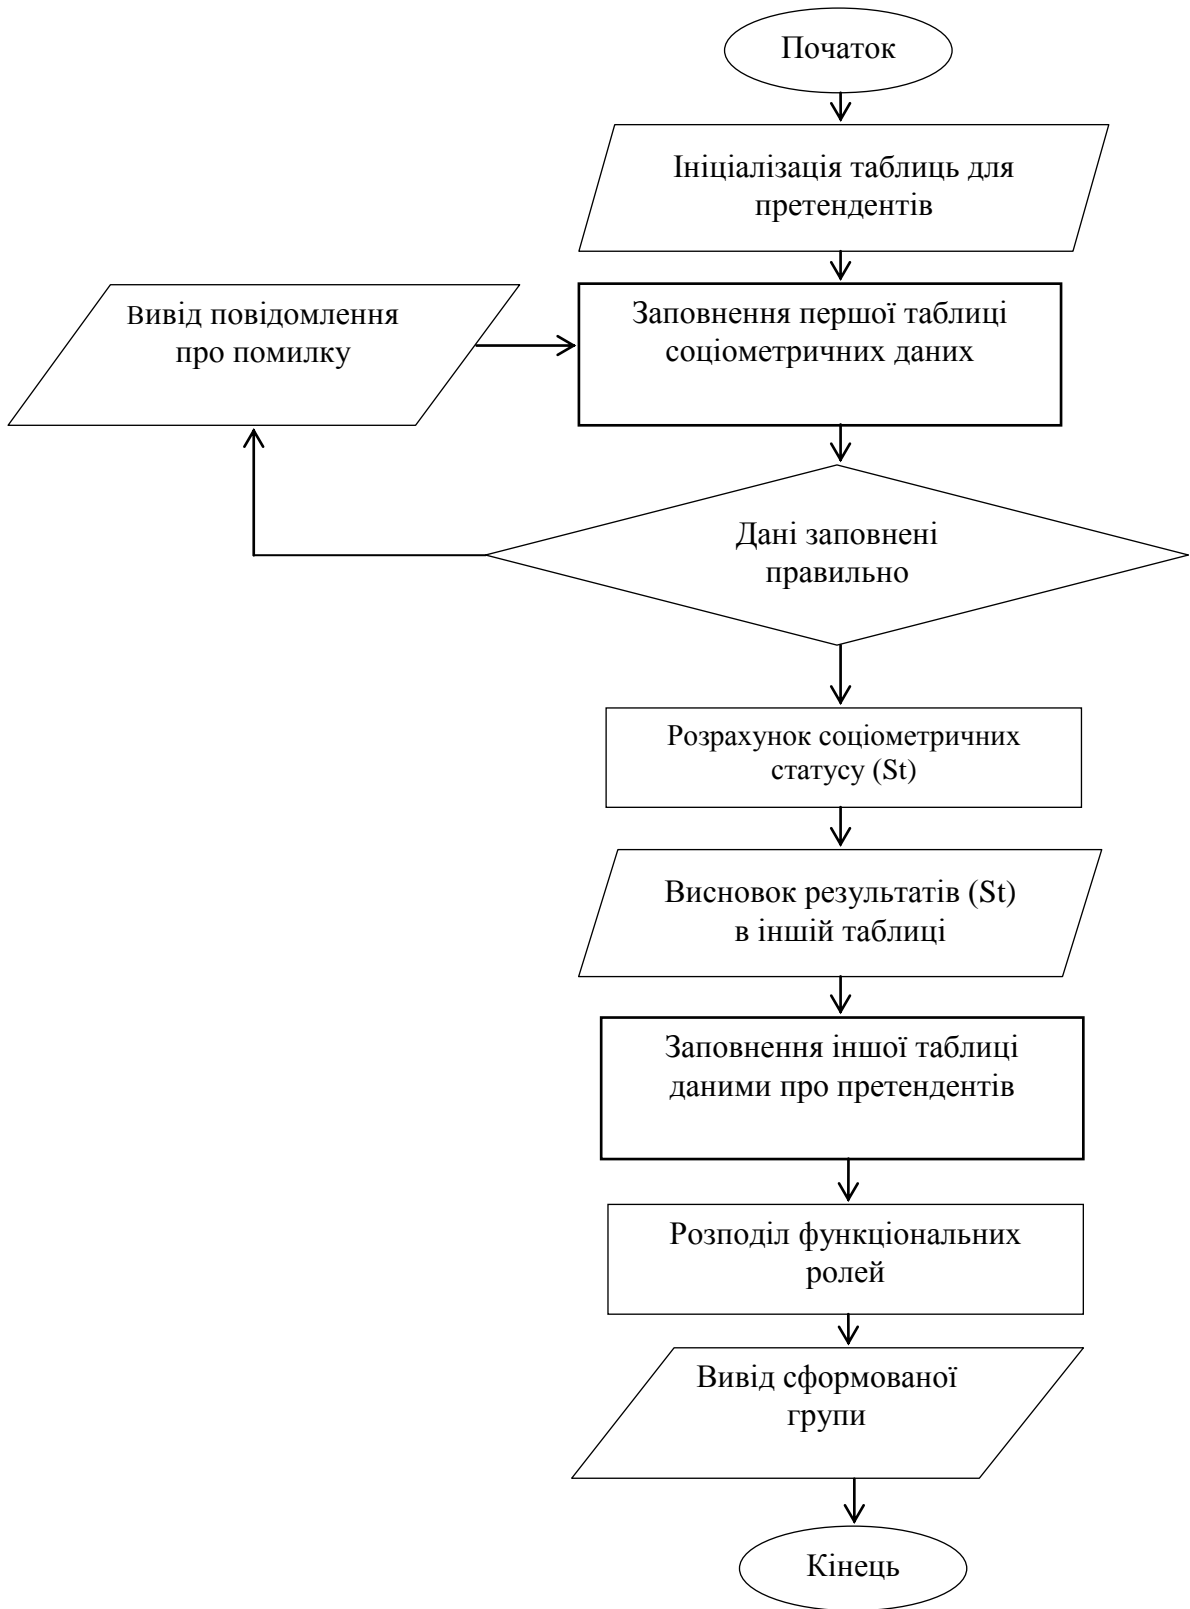 Початок
Ініціалізація таблиць для
претендентів
Вивід повідомлення
про помилку
Заповнення першої таблиці
соціометричних даних
Дані заповнені
правильно
Розрахунок соціометричних
статусу (St)
Висновок результатів (St)
в іншій таблиці
Заповнення іншої таблиці
даними про претендентів
Розподіл функціональних
ролей
Вивід сформованої
групи
Кінець